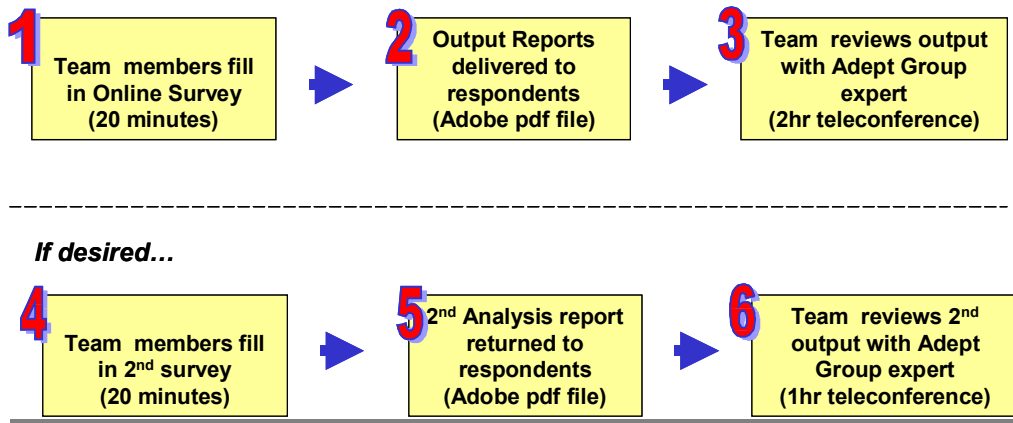 1
Team members fill
in Online Survey
(20 minutes)
2
Output Reports
delivered to
respondents
(Adobe pdf file)
3
Team reviews output
with Adept Group
expert
(2hr teleconference)
If desired...
4
Team members fill
in 2nd survey
(20 minutes)
5
2nd Analysis report
returned to
respondents
(Adobe pdf file)
6
Team reviews 2nd
output with Adept
Group expert
(1hr teleconference)